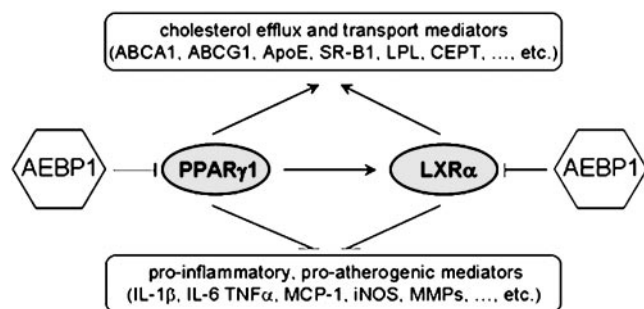 cholesterol efflux and transport mediators
(ABCA1, ABCG1, ApoE, SR-B1, LPL, CEPT, ..., etc.)
AEBP1
PPARγ1
LXRα
AEBP1
pro-inflammatory, pro-atherogenic mediators
(IL-1β, IL-6 TNFα, MCP-1, iNOS, MMPs, ..., etc.)